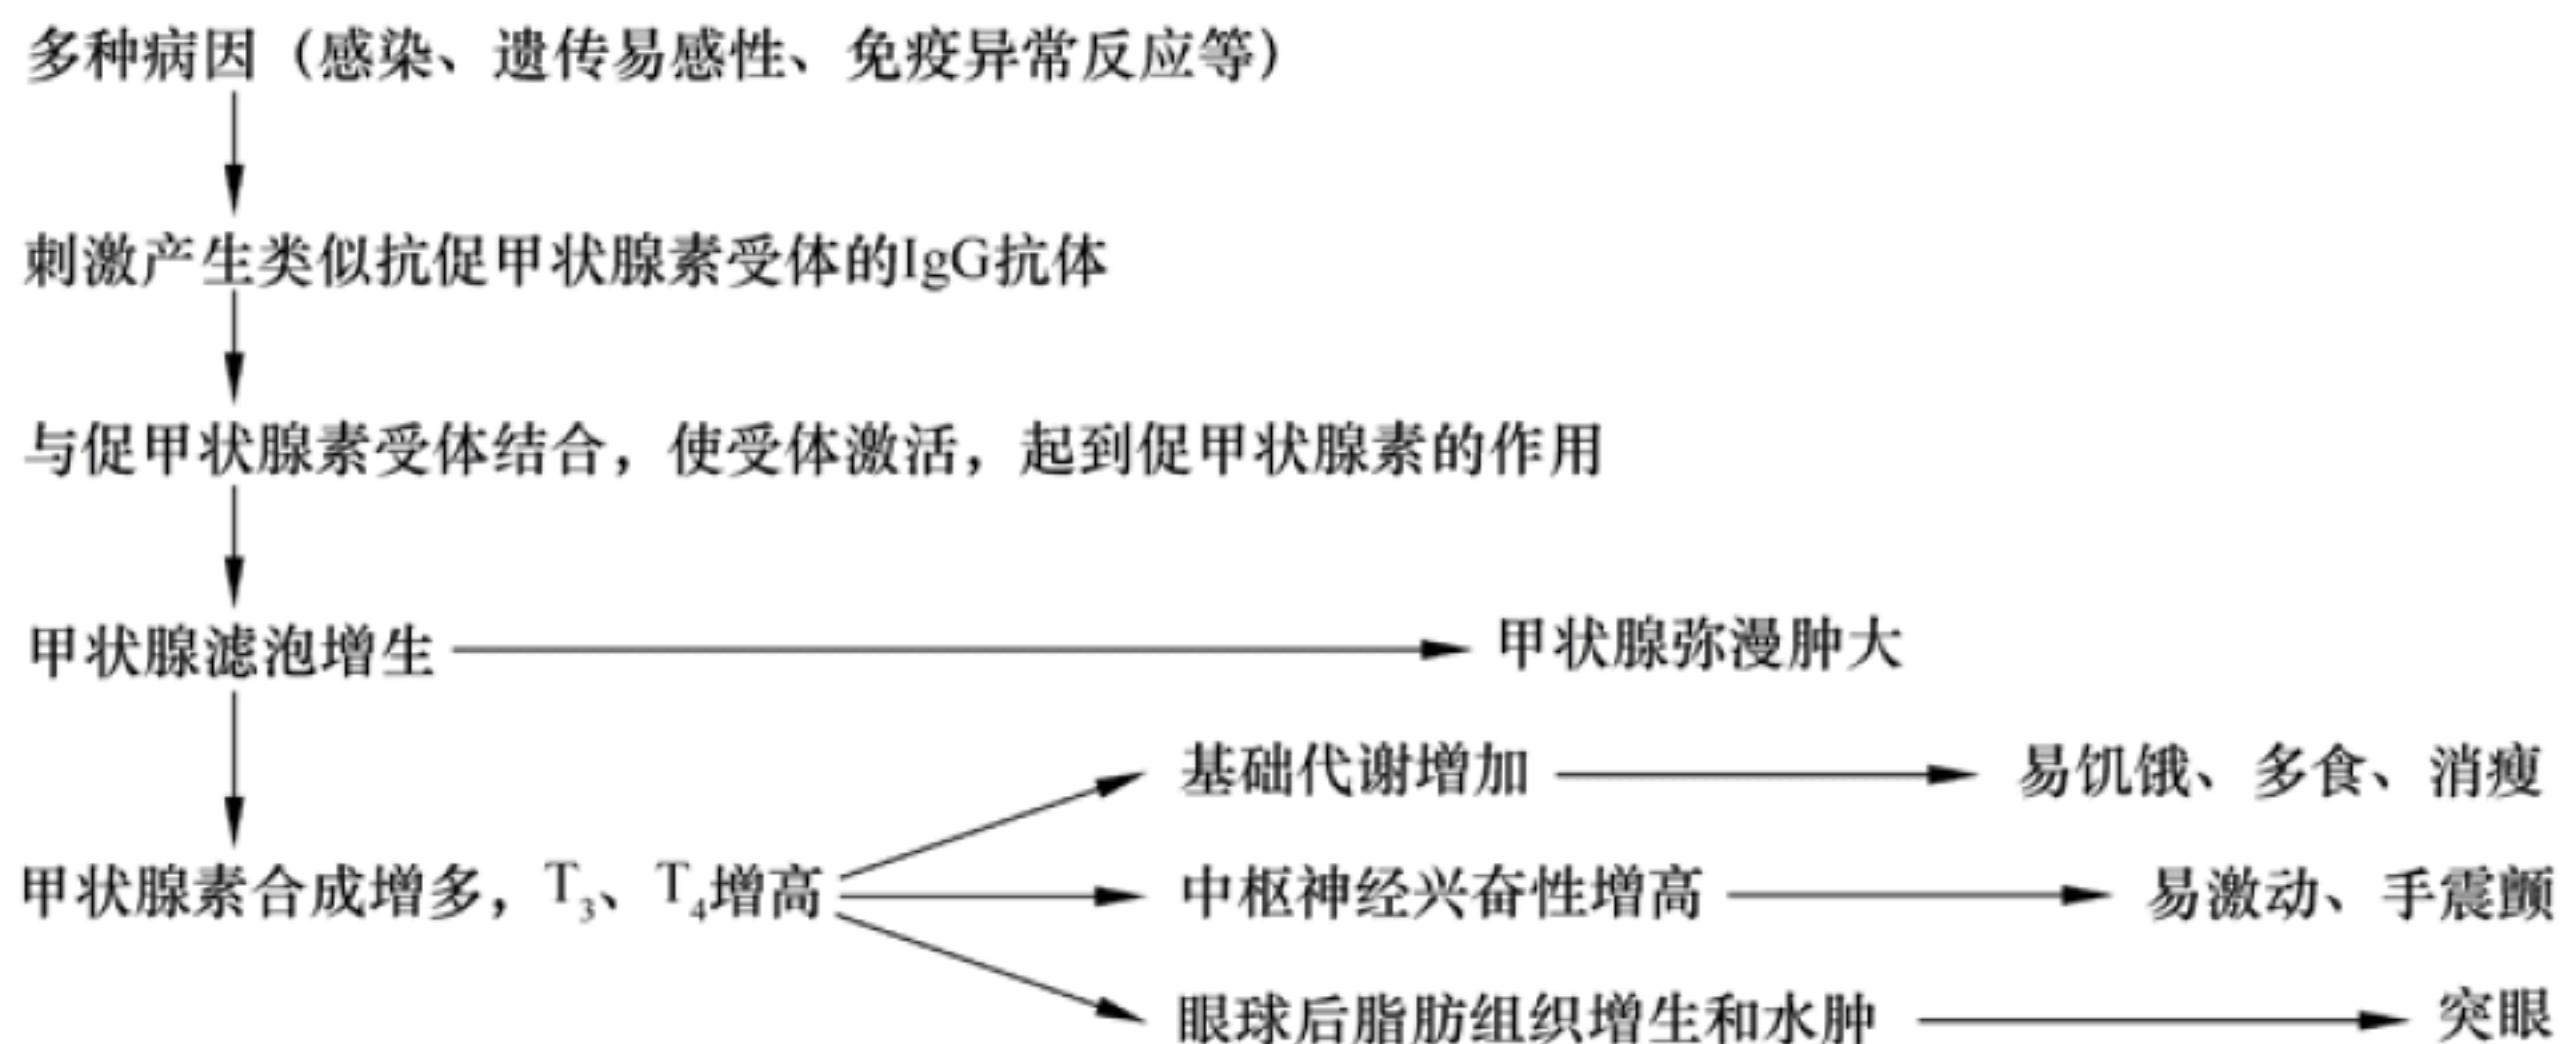 多种病因（感染、遗传易感性、免疫异常反应等）
刺激产生类似抗促甲状腺素受体的IgG抗体
与促甲状腺素受体结合，使受体激活，起到促甲状腺素的作用
甲状腺滤泡增生
甲状腺弥漫肿大
甲状腺素合成增多，T₃、T₄增高
基础代谢增加
易饥饿、多食、消瘦
中枢神经兴奋性增高
易激动、手震颤
眼球后脂肪组织增生和水肿
突眼